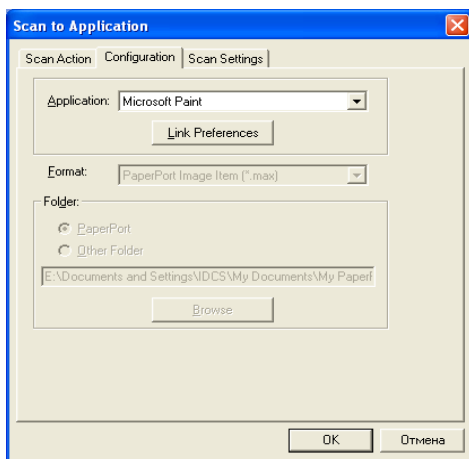 Scan to Application
Scan Action Configuration Scan Settings
Application: Microsoft Paint
Link Preferences
Format: PaperPort Image Item (*.max)
Folder:
PaperPort
Other Folder
E:\Documents and Settings\IDCS\My Documents\My PaperF
Browse
OK Отмена